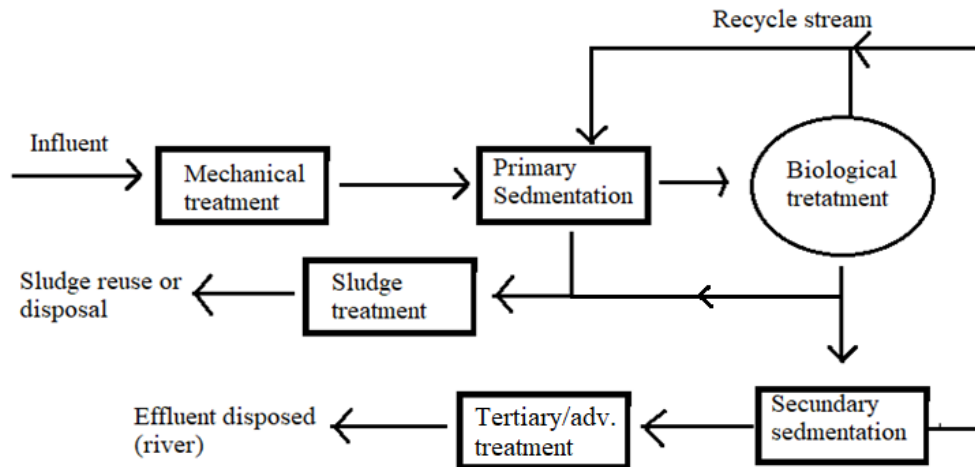 Recycle stream
Influent
Mechanical
treatment
Primary
Sedmentation
Biological
tretatment
Sludge reuse or
disposal
Sludge
treatment
Effluent disposed
(river)
Tertiary/adv.
treatment
Secundary
sedmentation